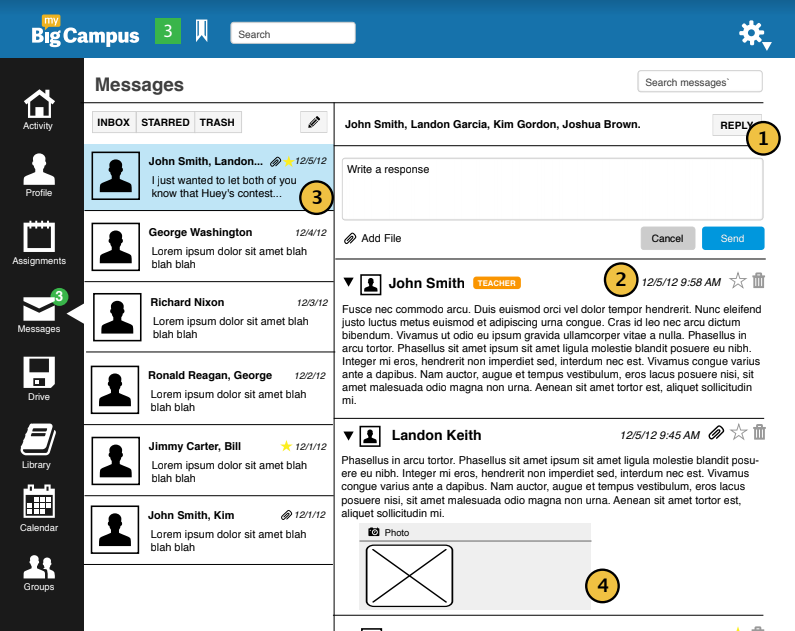 my
BigCampus
3
Search
Activity
Profile
Assignments
3
Messages
Drive
Library
Calendar
Groups
Messages
Search messages`
INBOX STARRED TRASH
John Smith, Landon... 12/5/12
I just wanted to let both of you
know that Huey's contest...
3
George Washington 12/4/12
Lorem ipsum dolor sit amet blah
blah blah
Richard Nixon 12/3/12
Lorem ipsum dolor sit amet blah
blah blah
Ronald Reagan, George 12/2/12
Lorem ipsum dolor sit amet blah
blah blah
Jimmy Carter, Bill 12/1/12
Lorem ipsum dolor sit amet blah
blah blah
John Smith, Kim 12/1/12
Lorem ipsum dolor sit amet blah
blah blah
John Smith, Landon Garcia, Kim Gordon, Joshua Brown.
REPLY
1
Write a response
Add File
Cancel
Send
2
John Smith TEACHER 12/5/12 9:58 AM
Fusce nec commodo arcu. Duis euismod orci vel dolor tempor hendrerit. Nunc eleifend
justo luctus metus euismod et adipiscing urna congue. Cras id leo nec arcu dictum
bibendum. Vivamus ut odio eu ipsum gravida ullamcorper vitae a nulla. Phasellus in
arcu tortor. Phasellus sit amet ipsum sit amet ligula molestie blandit posuere eu nibh.
Integer mi eros, hendrerit non imperdiet sed, interdum nec est. Vivamus congue varius
ante a dapibus. Nam auctor, augue et tempus vestibulum, eros lacus posuere nisi, sit
amet malesuada odio magna non urna. Aenean sit amet tortor est, aliquet sollicitudin
mi.
Landon Keith 12/5/12 9:45 AM
Phasellus in arcu tortor. Phasellus sit amet ipsum sit amet ligula molestie blandit posu-
ere eu nibh. Integer mi eros, hendrerit non imperdiet sed, interdum nec est. Vivamus
congue varius ante a dapibus. Nam auctor, augue et tempus vestibulum, eros lacus
posuere nisi, sit amet malesuada odio magna non urna. Aenean sit amet tortor est,
aliquet sollicitudin mi.
Photo
4